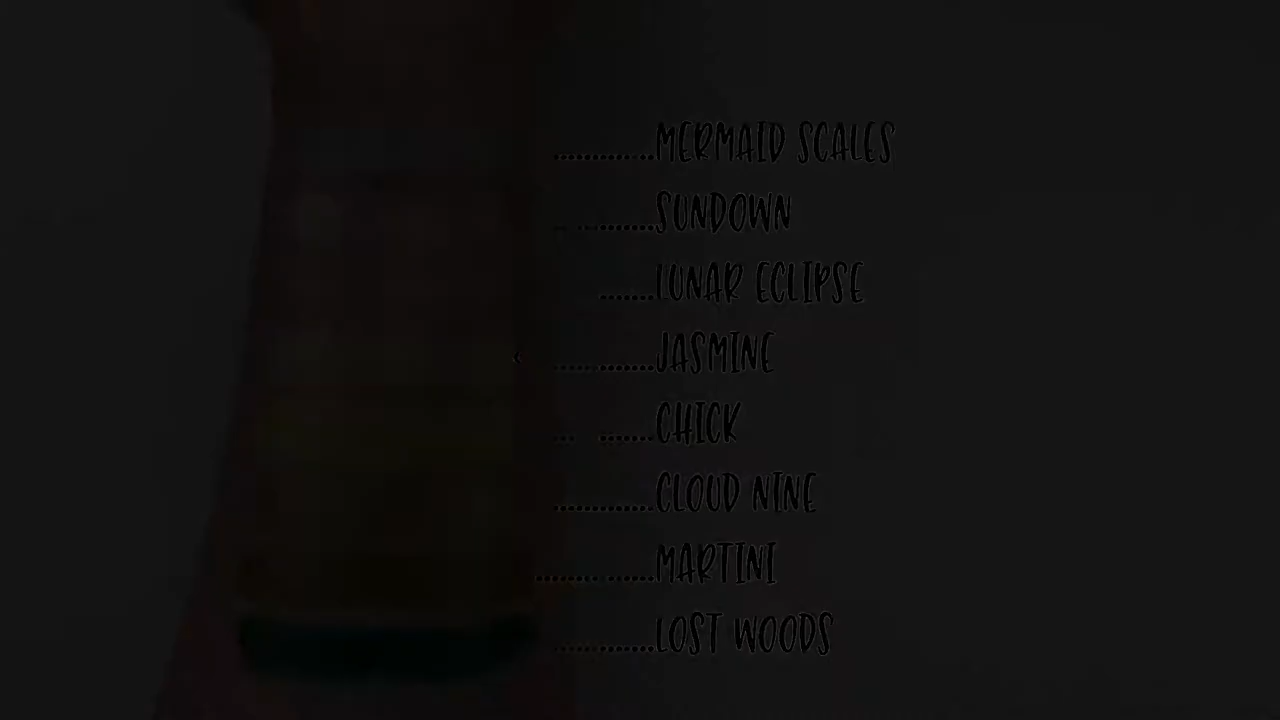 ............MERMAID SCALES
.. .......SUNDOWN
.......LUNAR ECLIPSE
............JASMINE
... .......CHICK
............CLOUD NINE
....... ......MARTINI
............LOST WOODS